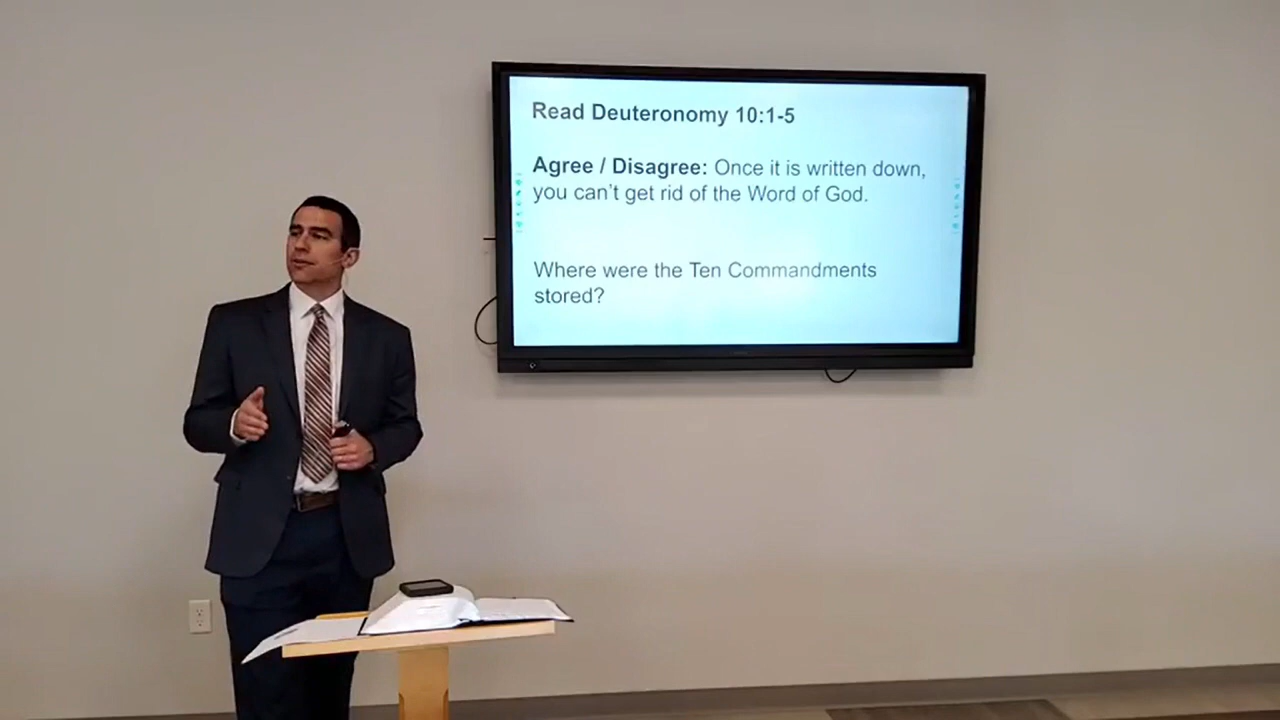 Read Deuteronomy 10:1-5
Agree / Disagree: Once it is written down,
you can't get rid of the Word of God.
Where were the Ten Commandments
stored?